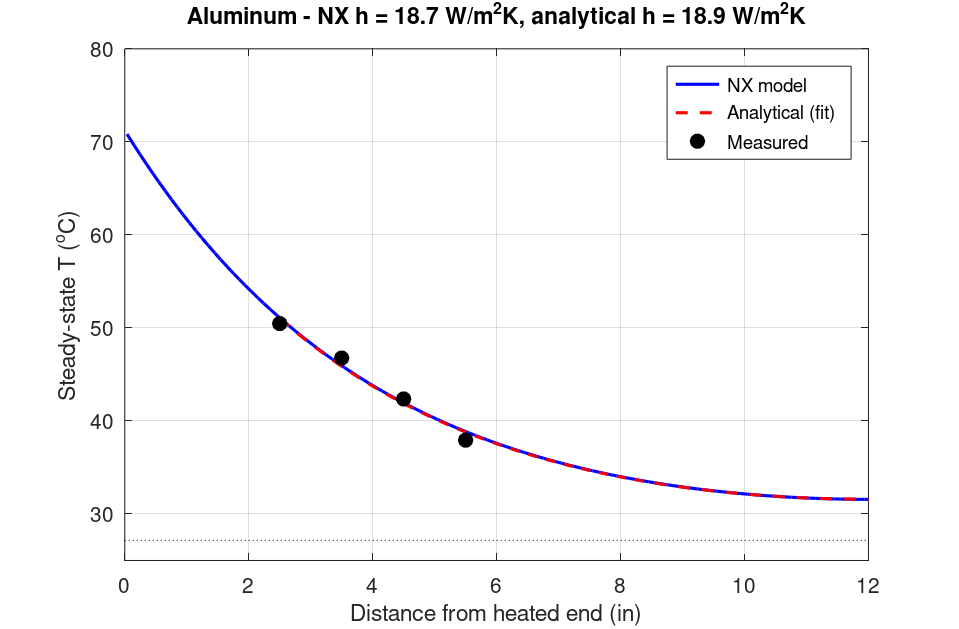 Aluminum - NX h = 18.7 W/m²K, analytical h = 18.9 W/m²K
80
70
60
50
40
30
Steady-state T (ºC)
NX model
Analytical (fit)
Measured
0 2 4 6 8 10 12
Distance from heated end (in)